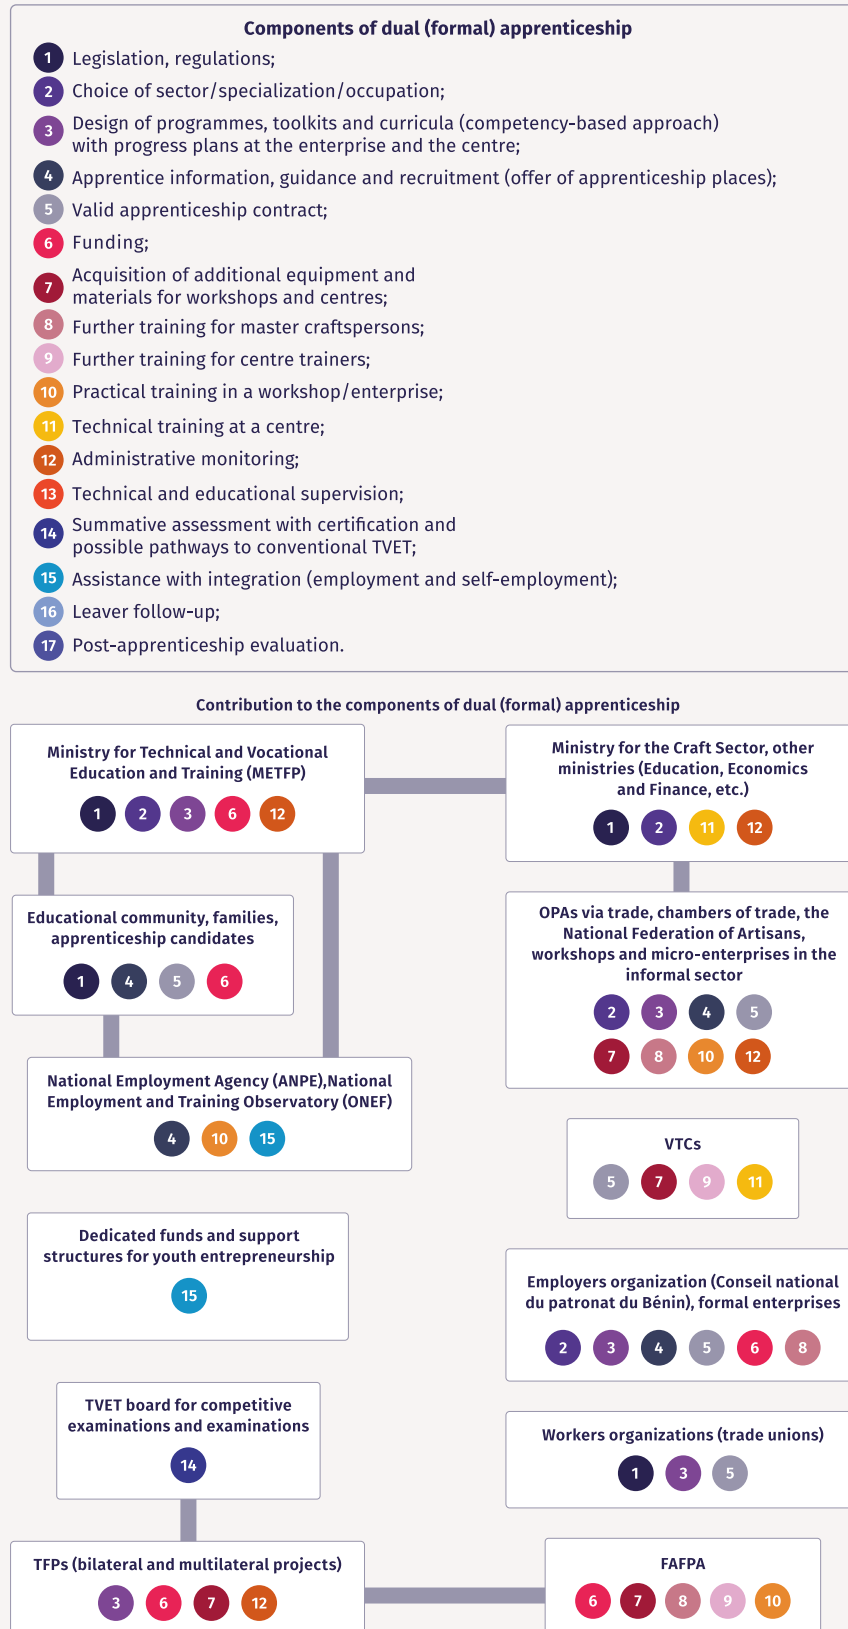 Components of dual (formal) apprenticeship
1 Legislation, regulations;
2 Choice of sector/specialization/occupation;
3 Design of programmes, toolkits and curricula (competency-based approach)
with progress plans at the enterprise and the centre;
4 Apprentice information, guidance and recruitment (offer of apprenticeship places);
5 Valid apprenticeship contract;
6 Funding;
7 Acquisition of additional equipment and
materials for workshops and centres;
8 Further training for master craftspersons;
9 Further training for centre trainers;
10 Practical training in a workshop/enterprise;
11 Technical training at a centre;
12 Administrative monitoring;
13 Technical and educational supervision;
14 Summative assessment with certification and
possible pathways to conventional TVET;
15 Assistance with integration (employment and self-employment);
16 Leaver follow-up;
17 Post-apprenticeship evaluation.
Contribution to the components of dual (formal) apprenticeship
Ministry for Technical and Vocational
Education and Training (METFP)
1 2 3 6 12
Ministry for the Craft Sector, other
ministries (Education, Economics
and Finance, etc.)
1 2 11 12
Educational community, families,
apprenticeship candidates
1 4 5 6
OPAs via trade, chambers of trade, the
National Federation of Artisans,
workshops and micro-enterprises in the
informal sector
2 3 4 5
7 8 10 12
National Employment Agency (ANPE),National
Employment and Training Observatory (ONEF)
4 10 15
VTCs
5 7 9 11
Dedicated funds and support
structures for youth entrepreneurship
15
Employers organization (Conseil national
du patronat du Bénin), formal enterprises
2 3 4 5 6 8
TVET board for competitive
examinations and examinations
14
Workers organizations (trade unions)
1 3 5
TFPs (bilateral and multilateral projects)
3 6 7 12
FAFPA
6 7 8 9 10